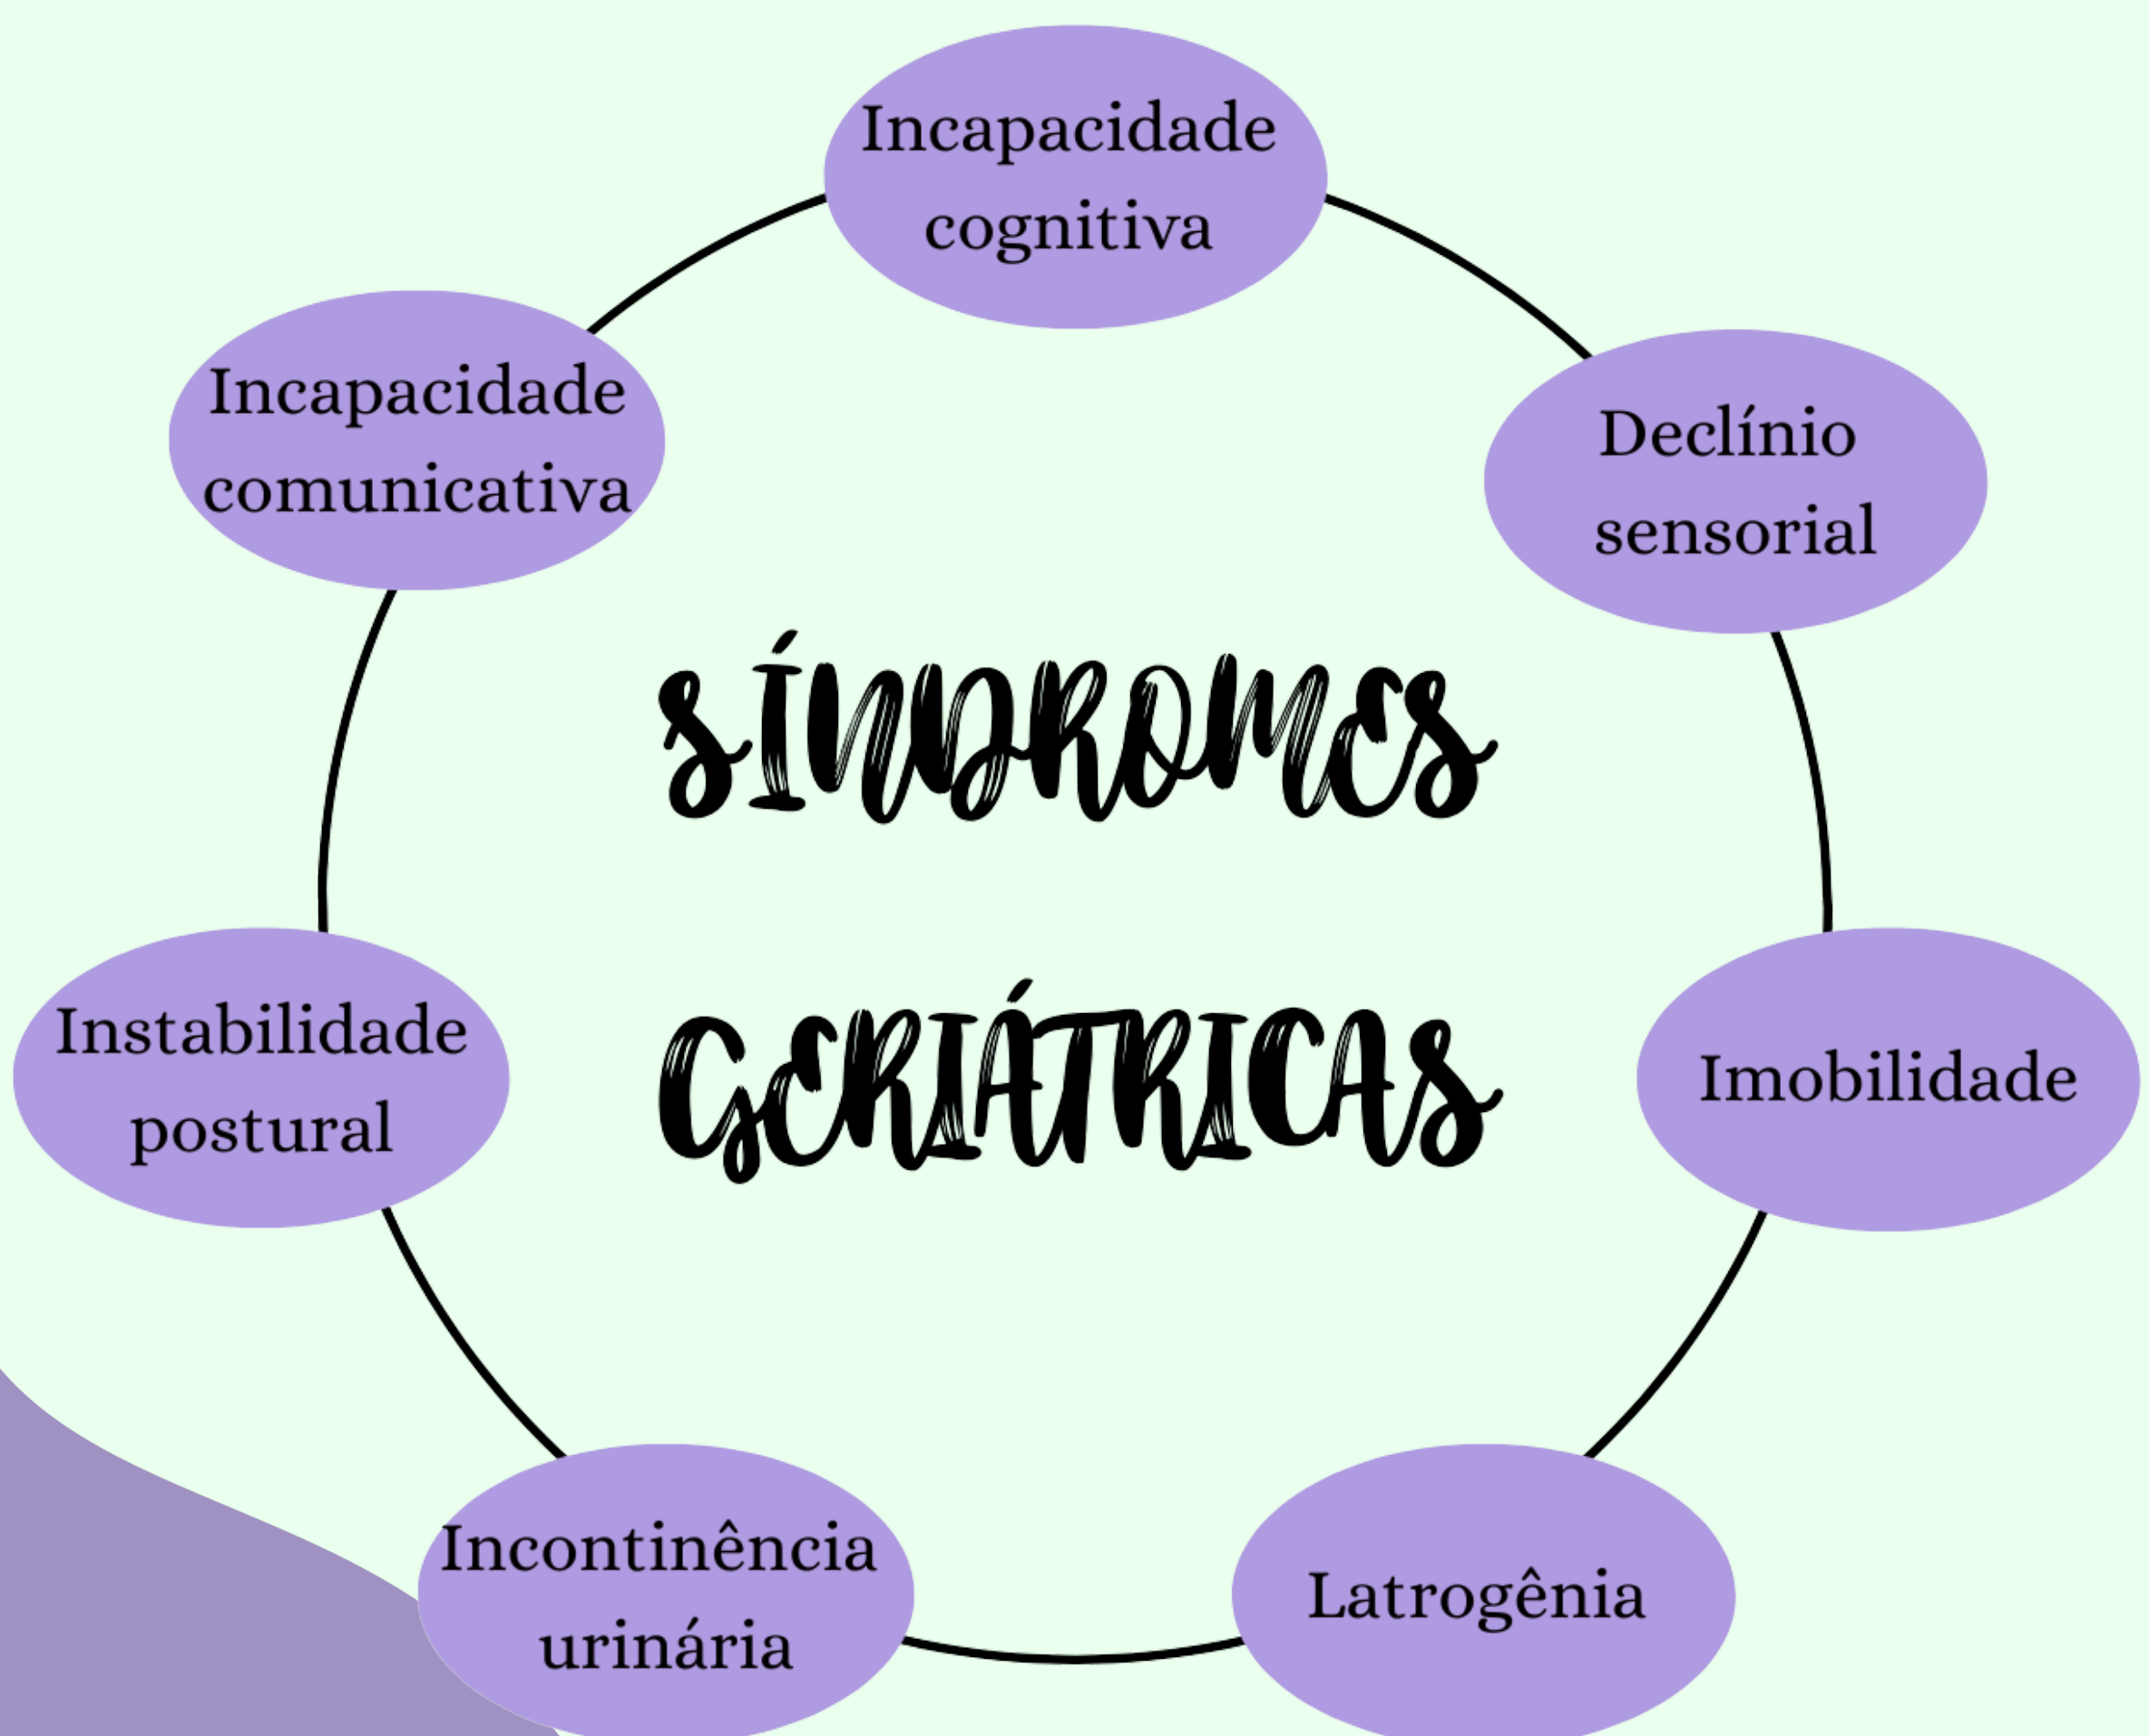 Incapacidade
cognitiva
Incapacidade
comunicativa
Declínio
sensorial
SÍNDROMES
GERIÁTRICAS
Instabilidade
postural
Imobilidade
Incontinência
urinária
Latrogênia